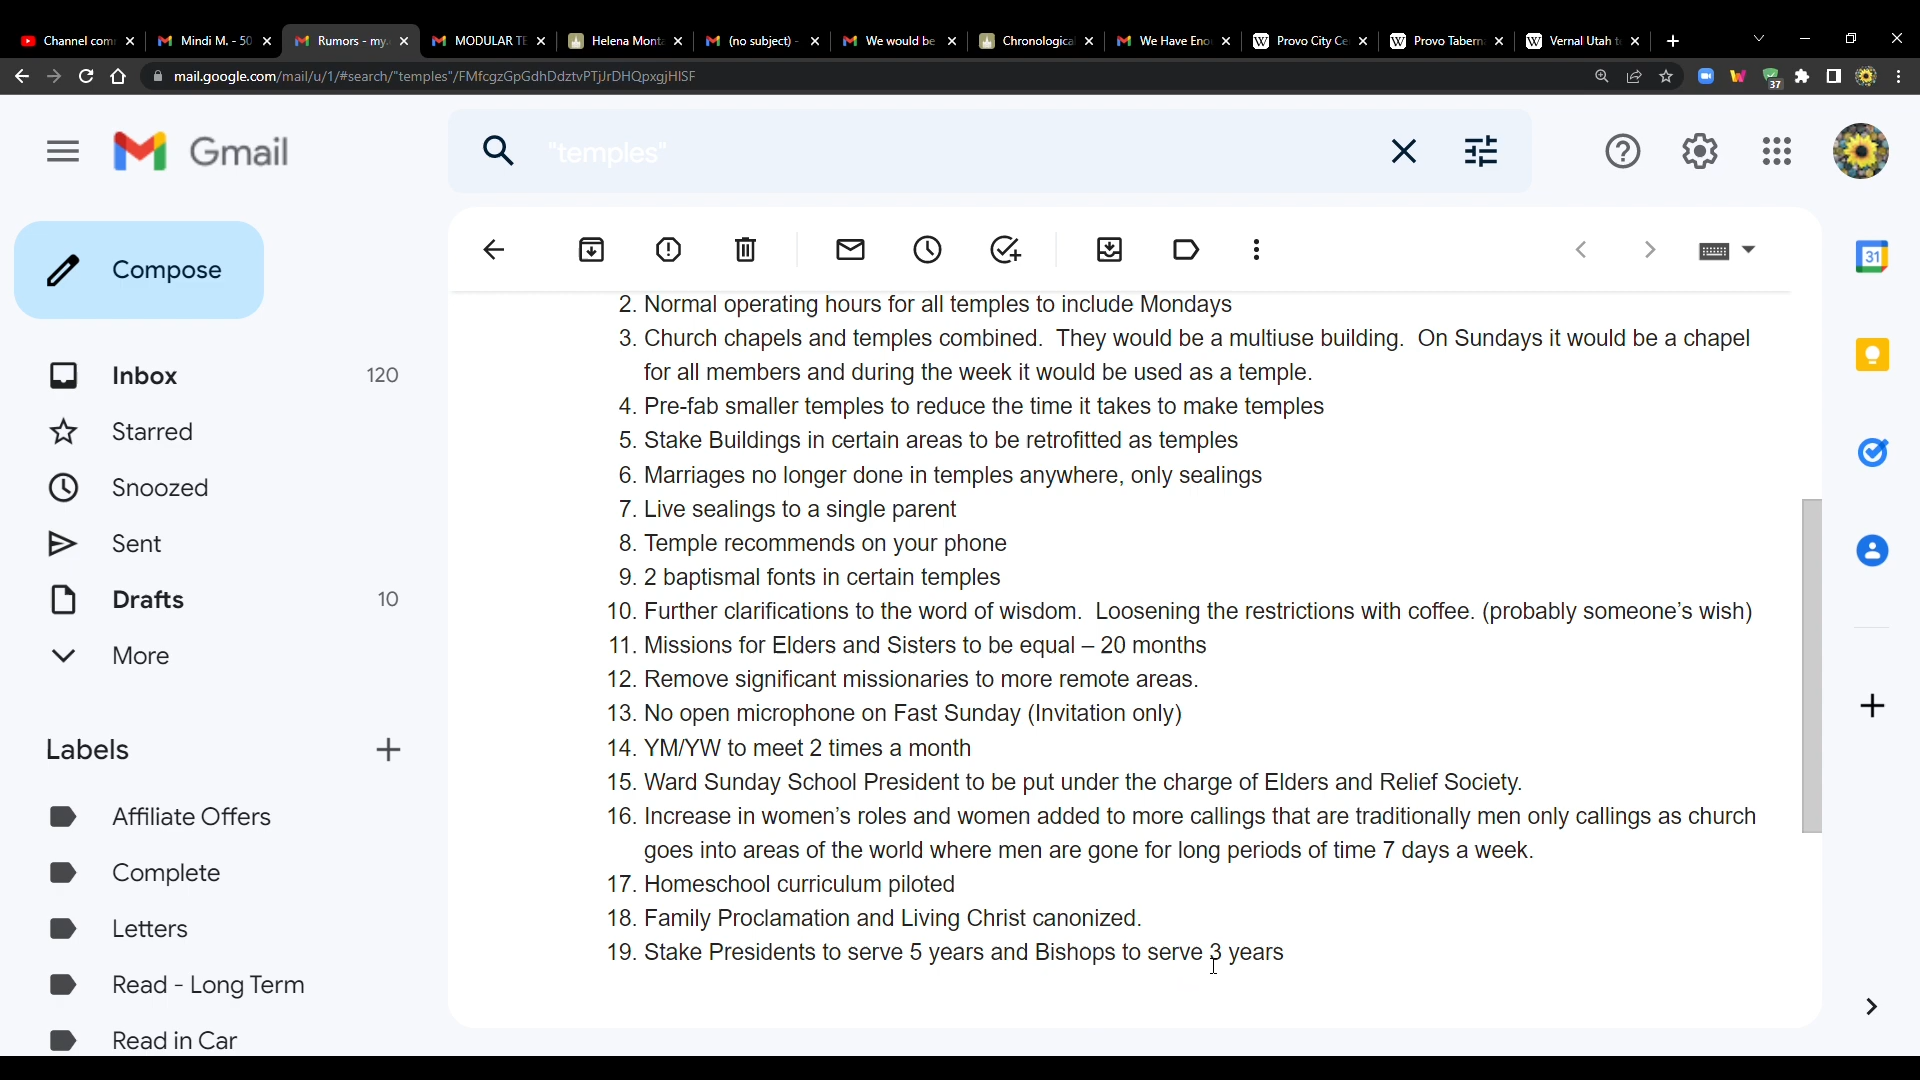 Channel com
Mindi M. - 50
Rumors - my.
MODULAR TE
Helena Mont
(no subject) -
We would be
Chronologica
We Have Eno
Provo City Ce
Provo Tabern
Vernal Utah t
mail.google.com/mail/u/1/#search/"temples"/FMfcgzGpGdhDdztvPTjJrDHQpxgjHlSF
37
Gmail
"temples"
Compose
31
Inbox 120
Starred
Snoozed
Sent
Drafts 10
More
Labels
Affiliate Offers
Complete
Letters
Read - Long Term
Read in Car
2. Normal operating hours for all temples to include Mondays
3. Church chapels and temples combined. They would be a multiuse building. On Sundays it would be a chapel
for all members and during the week it would be used as a temple.
4. Pre-fab smaller temples to reduce the time it takes to make temples
5. Stake Buildings in certain areas to be retrofitted as temples
6. Marriages no longer done in temples anywhere, only sealings
7. Live sealings to a single parent
8. Temple recommends on your phone
9. 2 baptismal fonts in certain temples
10. Further clarifications to the word of wisdom. Loosening the restrictions with coffee. (probably someone's wish)
11. Missions for Elders and Sisters to be equal – 20 months
12. Remove significant missionaries to more remote areas.
13. No open microphone on Fast Sunday (Invitation only)
14. YM/YW to meet 2 times a month
15. Ward Sunday School President to be put under the charge of Elders and Relief Society.
16. Increase in women's roles and women added to more callings that are traditionally men only callings as church
goes into areas of the world where men are gone for long periods of time 7 days a week.
17. Homeschool curriculum piloted
18. Family Proclamation and Living Christ canonized.
19. Stake Presidents to serve 5 years and Bishops to serve 3 years